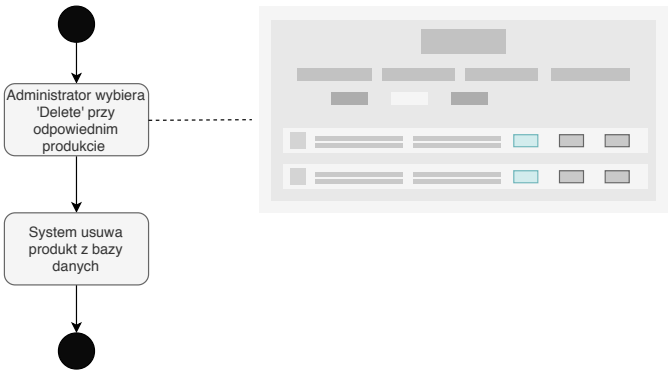 Administrator wybiera
'Delete' przy
odpowiednim
produkcie
System usuwa
produkt z bazy
danych